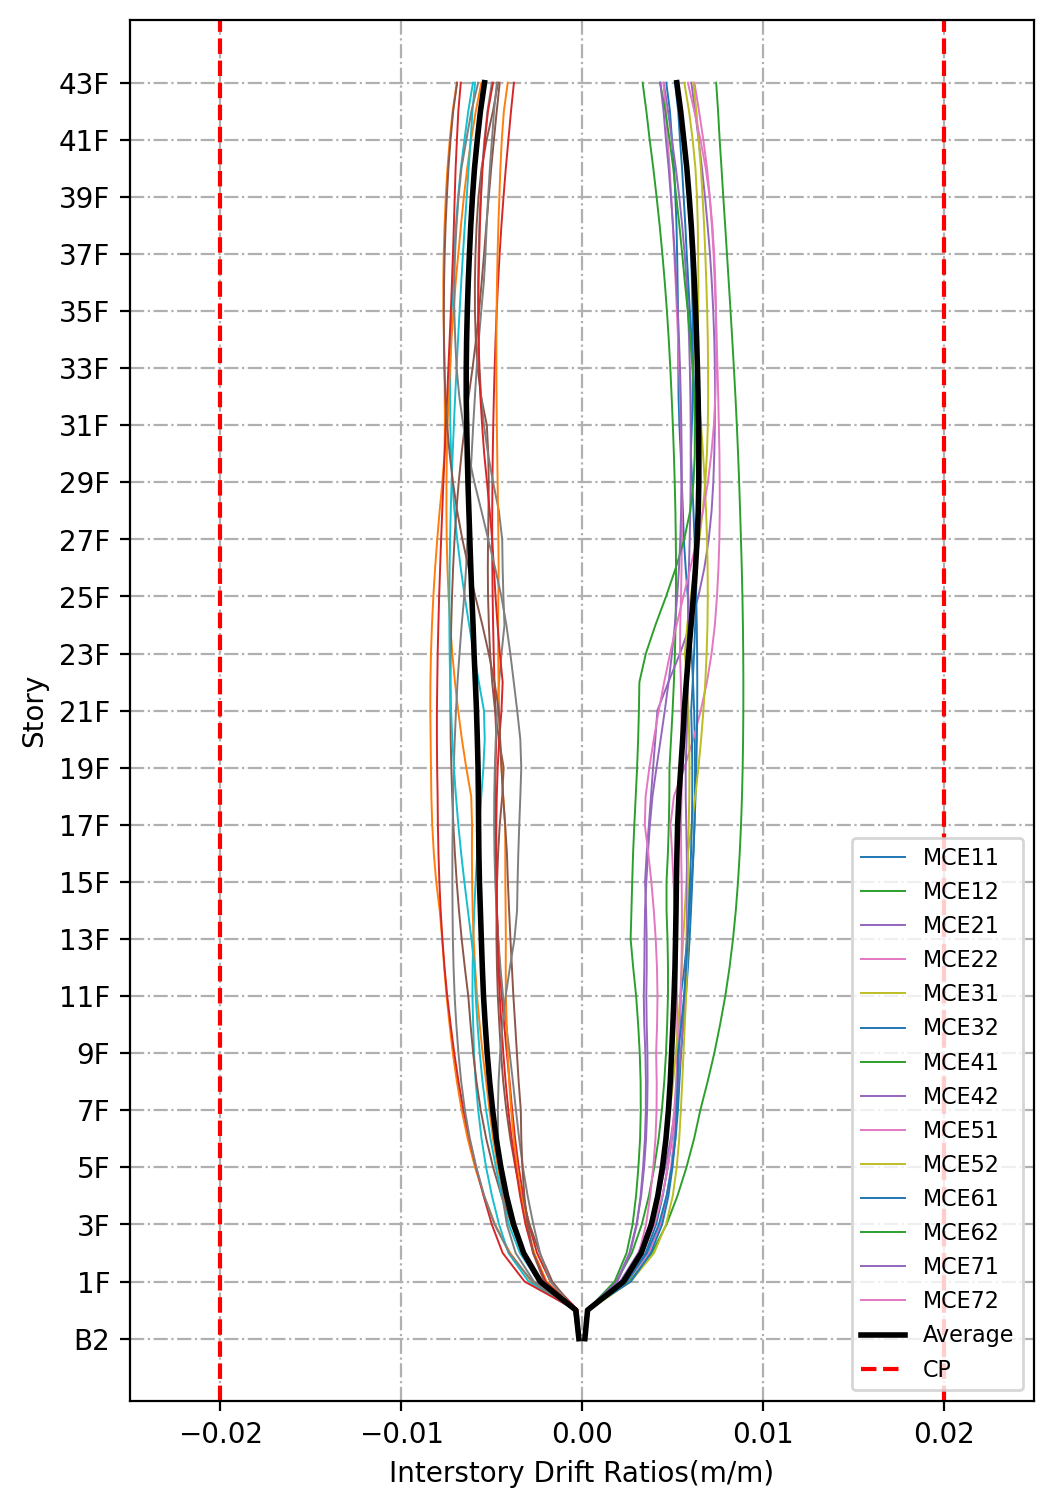 43F
41F
39F
37F
35F
33F
31F
29F
27F
25F
23F
21F
19F
17F
15F
13F
11F
9F
7F
5F
3F
1F
B2
Story
−0.02
−0.01
0.00
0.01
0.02
Interstory Drift Ratios(m/m)
MCE11
MCE12
MCE21
MCE22
MCE31
MCE32
MCE41
MCE42
MCE51
MCE52
MCE61
MCE62
MCE71
MCE72
Average
CP